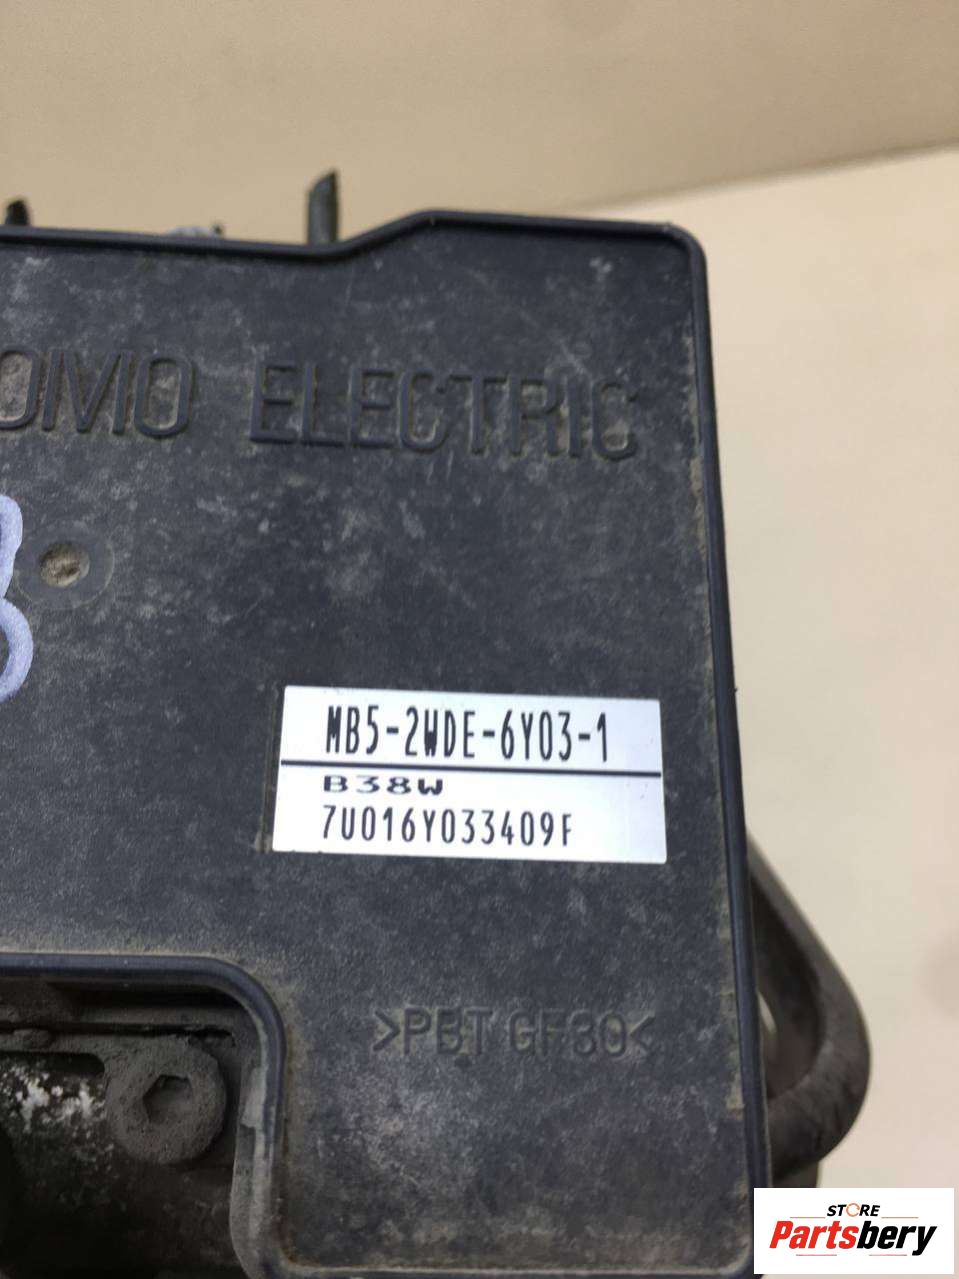 ELECTRIC
MB5-2WDE-6Y03-1
B38W
7U016Y033409F
>PBT GF30<
STORE
Partsbery